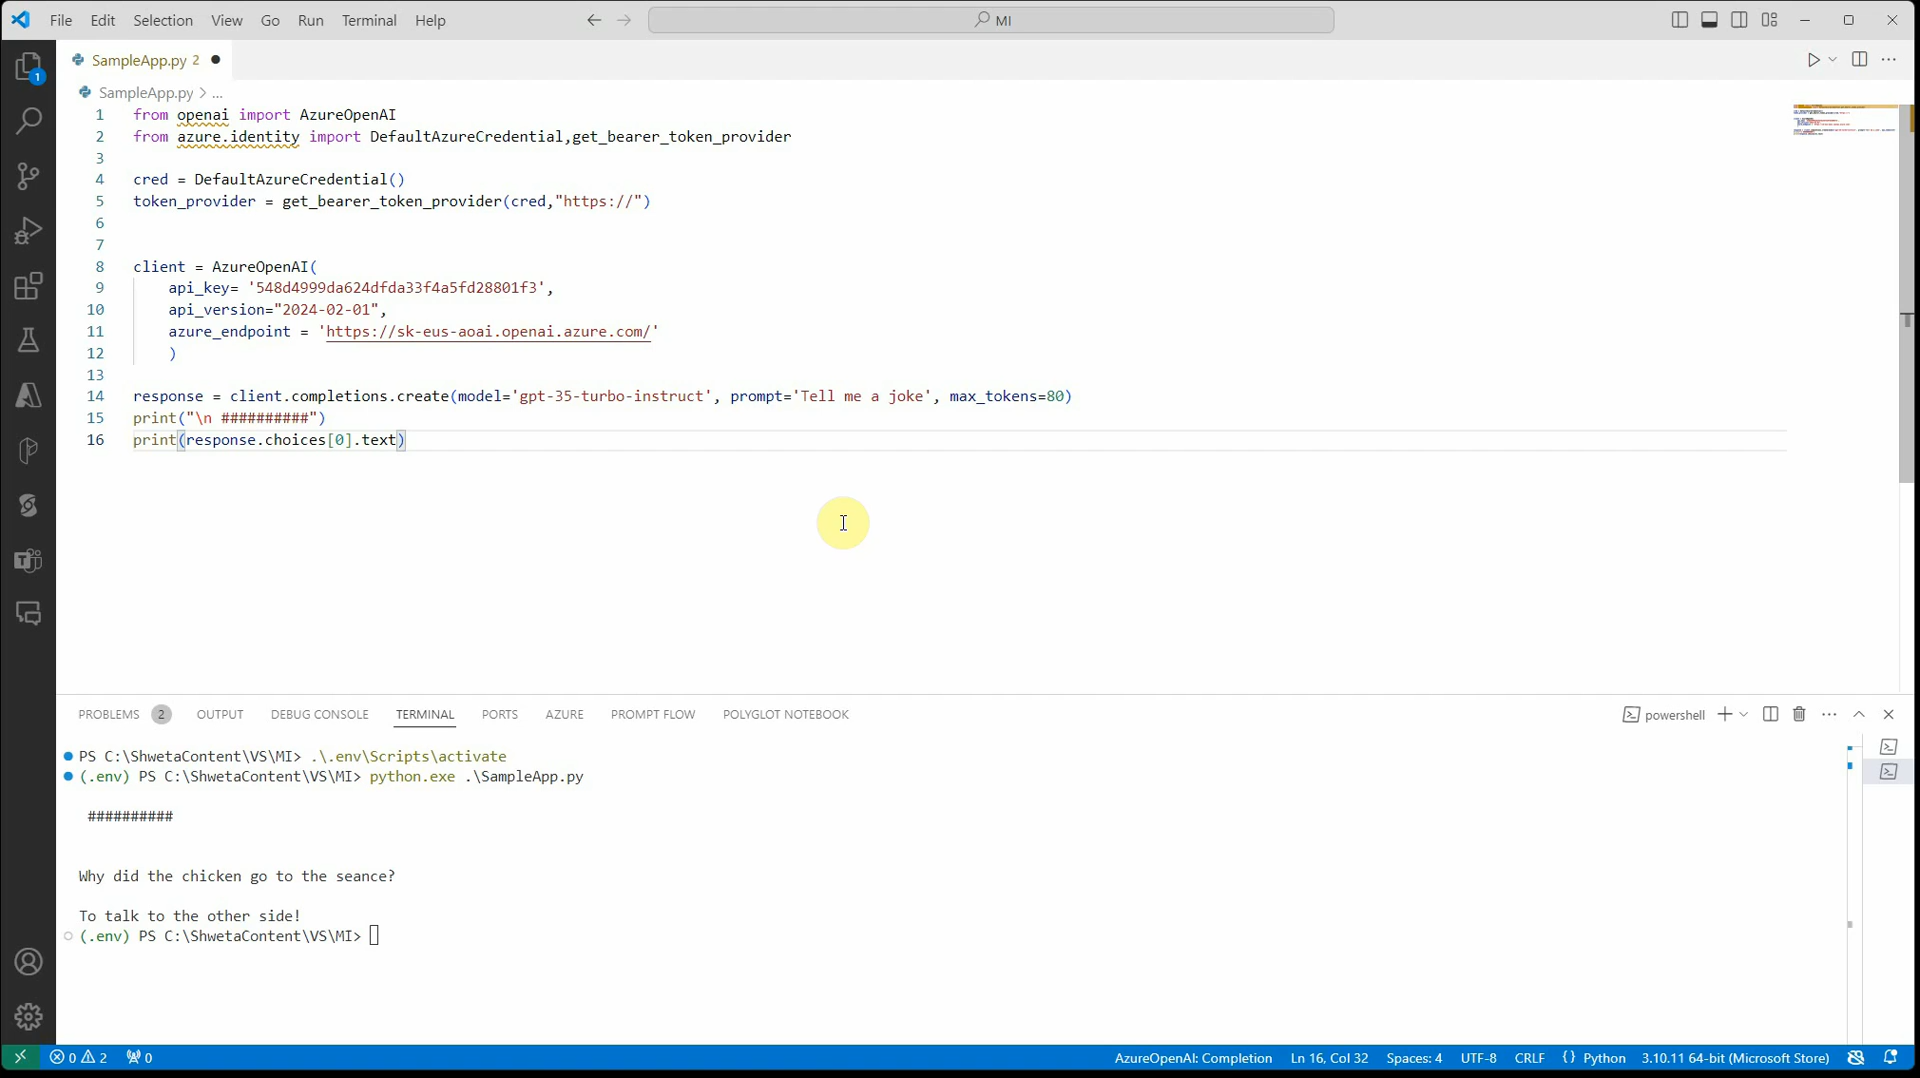 File Edit Selection View Go Run Terminal Help
MI
SampleApp.py 2
1
SampleApp.py > ...
1 from openai import AzureOpenAI
2 from azure.identity import DefaultAzureCredential,get_bearer_token_provider
3
4 cred = DefaultAzureCredential()
5 token_provider = get_bearer_token_provider(cred,"https://")
6
7
8 client = AzureOpenAI(
9 api_key= '548d4999da624dfda33f4a5fd28801f3',
10 api_version="2024-02-01",
11 azure_endpoint = 'https://sk-eus-aoai.openai.azure.com/'
12 )
13
14 response = client.completions.create(model='gpt-35-turbo-instruct', prompt='Tell me a joke', max_tokens=80)
15 print("\n ##########")
16 print(response.choices[0].text)
PROBLEMS 2 OUTPUT DEBUG CONSOLE TERMINAL PORTS AZURE PROMPT FLOW POLYGLOT NOTEBOOK
powershell
PS C:\ShwetaContent\VS\MI> .\.env\Scripts\activate
(.env) PS C:\ShwetaContent\VS\MI> python.exe .\SampleApp.py
##########
Why did the chicken go to the seance?
To talk to the other side!
(.env) PS C:\ShwetaContent\VS\MI>
0 2 0 AzureOpenAI: Completion Ln 16, Col 32 Spaces: 4 UTF-8 CRLF {} Python 3.10.11 64-bit (Microsoft Store)